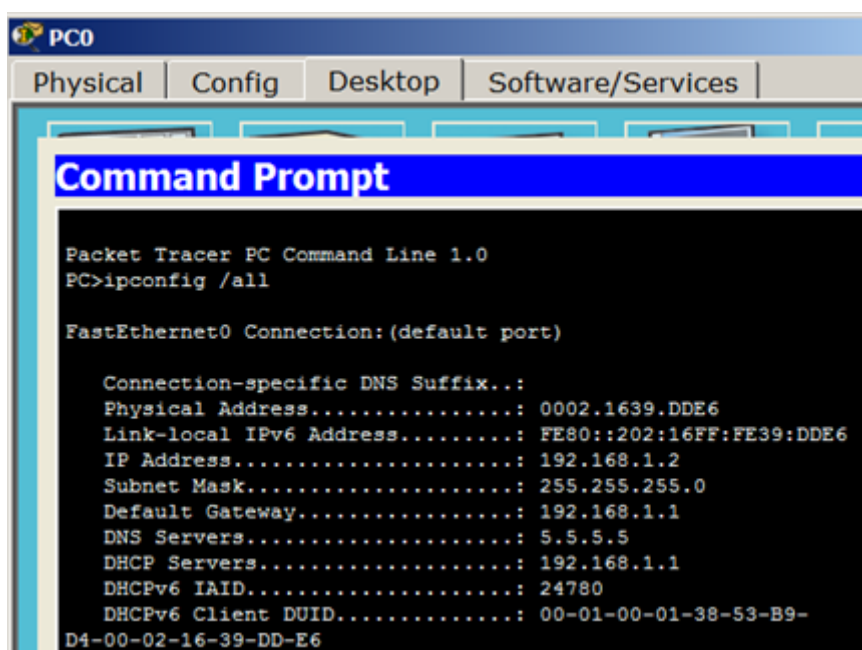 PC0
Physical Config Desktop Software/Services
Command Prompt
Packet Tracer PC Command Line 1.0
PC>ipconfig /all
FastEthernet0 Connection:(default port)
Connection-specific DNS Suffix..:
Physical Address................: 0002.1639.DDE6
Link-local IPv6 Address.........: FE80::202:16FF:FE39:DDE6
IP Address......................: 192.168.1.2
Subnet Mask.....................: 255.255.255.0
Default Gateway.................: 192.168.1.1
DNS Servers.....................: 5.5.5.5
DHCP Servers....................: 192.168.1.1
DHCPv6 IAID.....................: 24780
DHCPv6 Client DUID..............: 00-01-00-01-38-53-B9-
D4-00-02-16-39-DD-E6